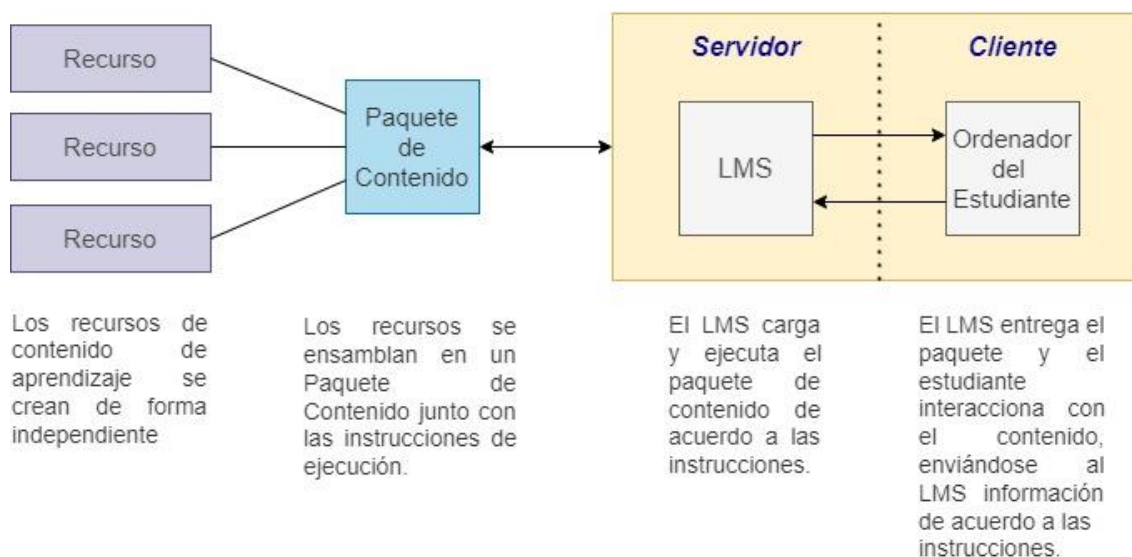 Recurso
Recurso
Recurso
Paquete
de
Contenido
Servidor
Cliente
LMS
Ordenador
del
Estudiante
Los recursos de
contenido de
aprendizaje se
crean de forma
independiente
Los recursos se
ensamblan en un
Paquete de
Contenido junto con
las instrucciones de
ejecución.
El LMS carga
y ejecuta el
paquete de
contenido de
acuerdo a las
instrucciones.
El LMS entrega el
paquete y el
estudiante
interacciona con
el contenido,
enviándose al
LMS información
de acuerdo a las
instrucciones.